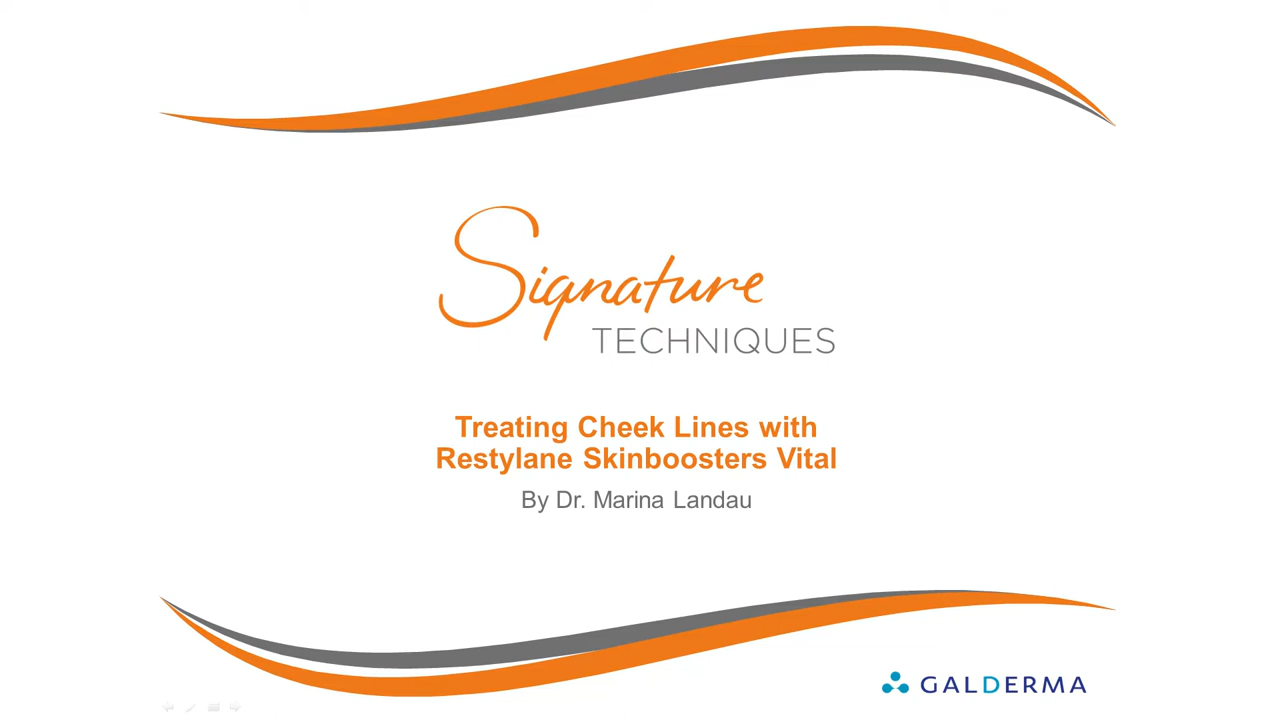 Signature
TECHNIQUES
Treating Cheek Lines with
Restylane Skinboosters Vital
By Dr. Marina Landau
GALDERMA